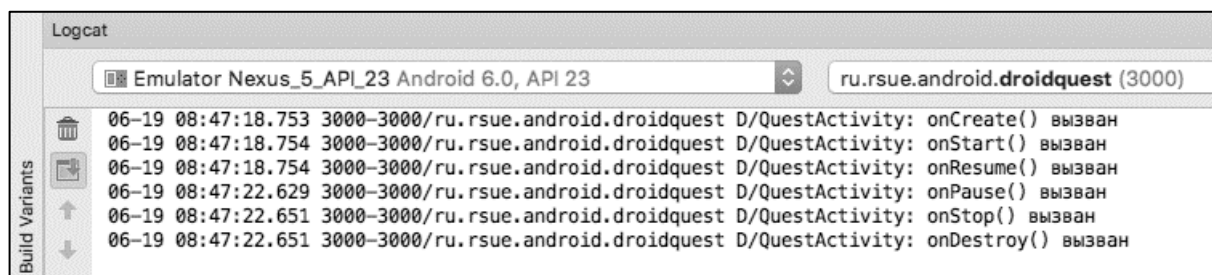 Logcat
Emulator Nexus_5_API_23 Android 6.0, API 23
ru.rsue.android.droidquest (3000)
06-19 08:47:18.753 3000-3000/ru.rsue.android.droidquest D/QuestActivity: onCreate() вызван
06-19 08:47:18.754 3000-3000/ru.rsue.android.droidquest D/QuestActivity: onStart() вызван
06-19 08:47:18.754 3000-3000/ru.rsue.android.droidquest D/QuestActivity: onResume() вызван
06-19 08:47:22.629 3000-3000/ru.rsue.android.droidquest D/QuestActivity: onPause() вызван
06-19 08:47:22.651 3000-3000/ru.rsue.android.droidquest D/QuestActivity: onStop() вызван
06-19 08:47:22.651 3000-3000/ru.rsue.android.droidquest D/QuestActivity: onDestroy() вызван
Build Variants